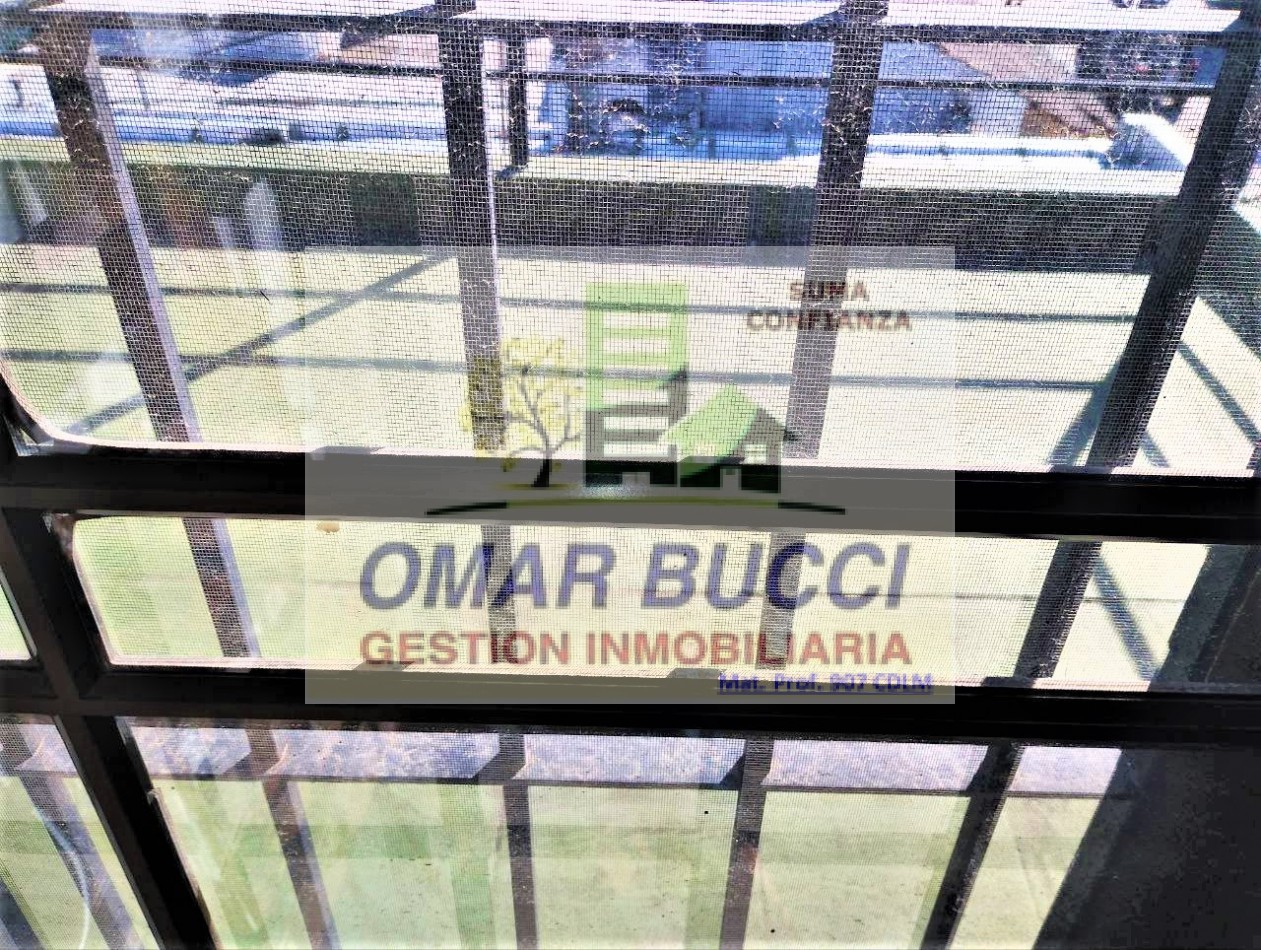 SUMA
CONFIANZA
OMAR BUCCI
GESTION INMOBILIARIA
Mat. Prof. 907 CDLM